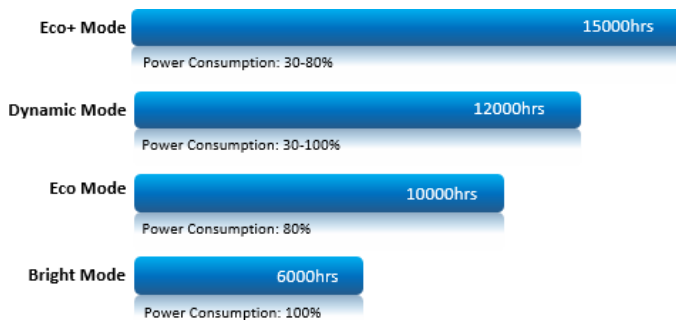 Eco+ Mode 15000hrs
Power Consumption: 30-80%
Dynamic Mode 12000hrs
Power Consumption: 30-100%
Eco Mode 10000hrs
Power Consumption: 80%
Bright Mode 6000hrs
Power Consumption: 100%